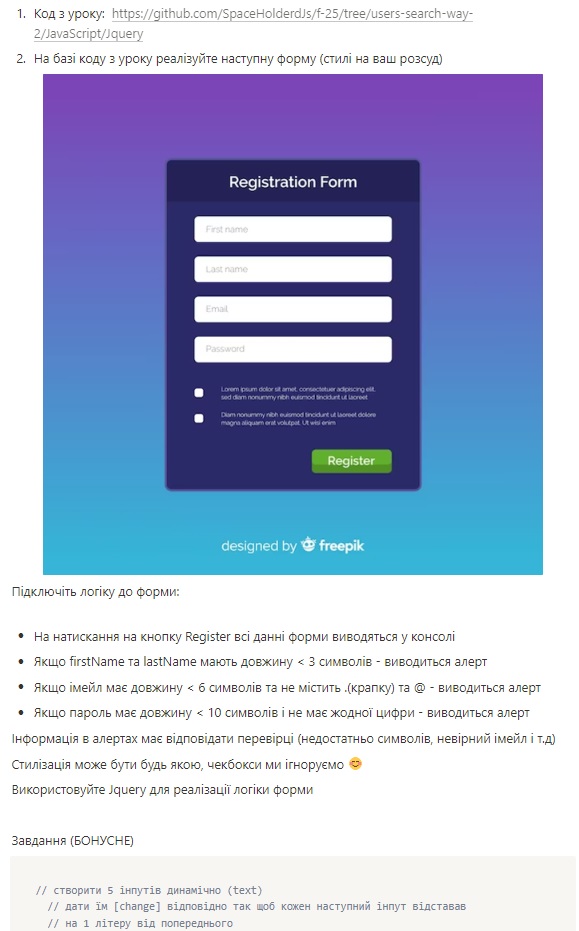 1. Код з уроку: https://github.com/SpaceHolderdJs/f-25/tree/users-search-way-
2/JavaScript/Jquery
2. На базі коду з уроку реалізуйте наступну форму (стилі на ваш розсуд)
Registration Form
First name
Last name
Email
Password
Lorem ipsum dolor sit amet, consectetuer adipiscing elit,
sed diam nonummy nibh euismod tincidunt ut laoreet
Diam nonummy nibh euismod tincidunt ut laoreet dolore
magna aliquam erat volutpat. Ut wisi enim
Register
designed by freepik
Підключіть логіку до форми:
• На натискання на кнопку Register всі данні форми виводяться у консолі
• Якщо firstName та lastName мають довжину < 3 символів - виводиться алерт
• Якщо імейл має довжину < 6 символів та не містить .(крапку) та @ - виводиться алерт
• Якщо пароль має довжину < 10 символів і не має жодної цифри - виводиться алерт
Інформація в алертах має відповідати перевірці (недостатньо символів, невірний імейл і т.д)
Стилізація може бути будь якою, чекбокси ми ігноруємо 😊
Використовуйте Jquery для реалізації логіки форми
Завдання (БОНУСНЕ)
// створити 5 інпутів динамічно (text)
// дати їм [change] відповідно так щоб кожен наступний інпут відставав
// на 1 літеру від попереднього